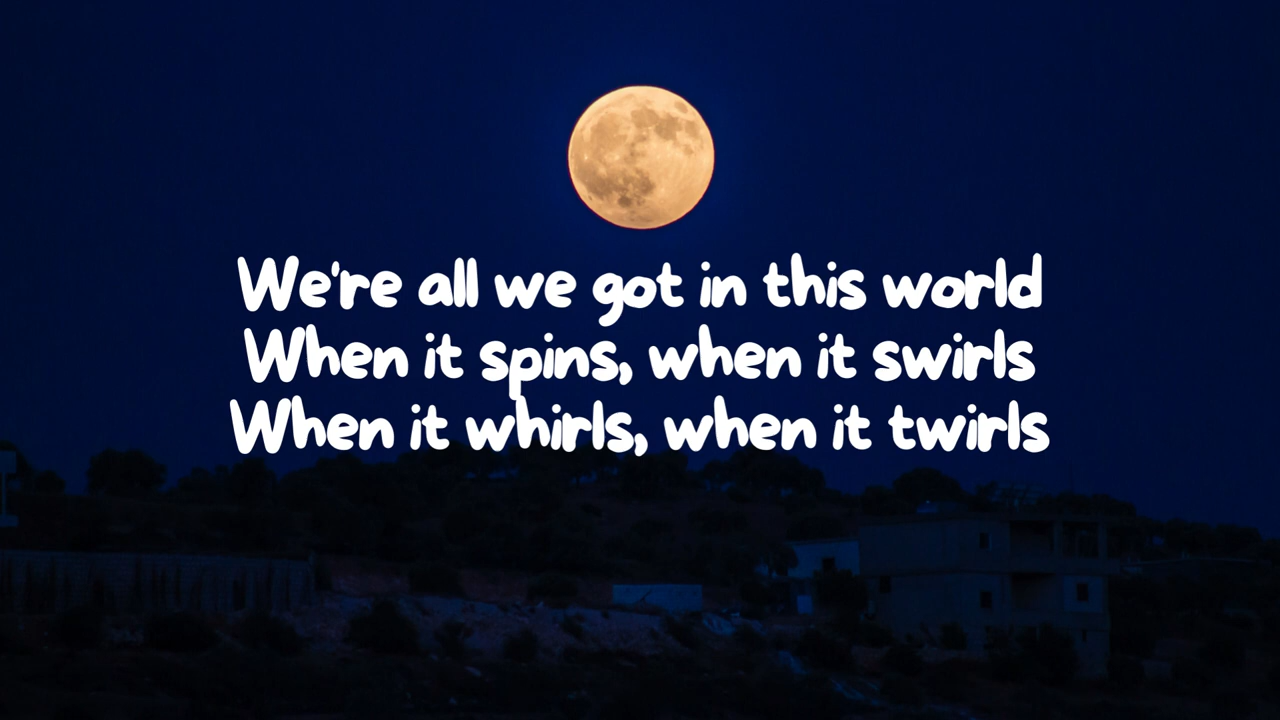 We're all we got in this world
When it spins, when it swirls
When it whirls, when it twirls